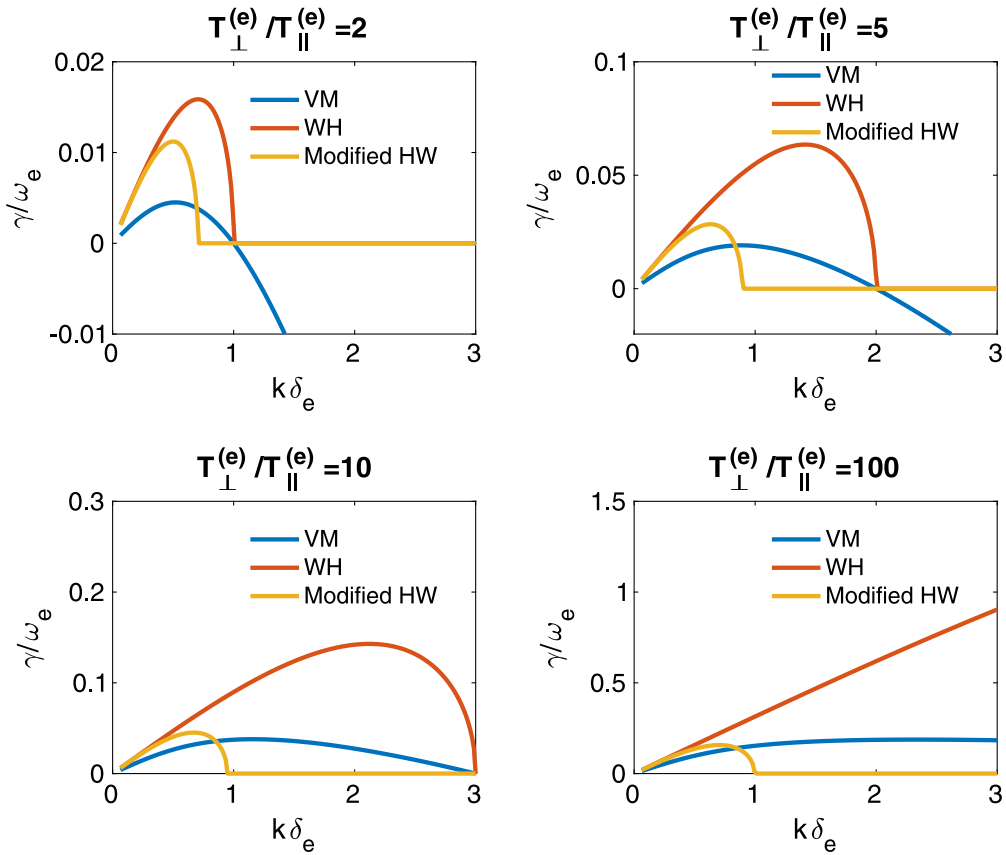 T⊥(e) /T||(e) =2
0.02
0.01
0
-0.01
γ/ωe
VM
WH
Modified HW
0 1 2 3
kδe
T⊥(e) /T||(e) =5
0.1
0.05
0
γ/ωe
VM
WH
Modified HW
0 1 2 3
kδe
T⊥(e) /T||(e) =10
0.3
0.2
0.1
0
γ/ωe
VM
WH
Modified HW
0 1 2 3
kδe
T⊥(e) /T||(e) =100
1.5
1
0.5
0
γ/ωe
VM
WH
Modified HW
0 1 2 3
kδe